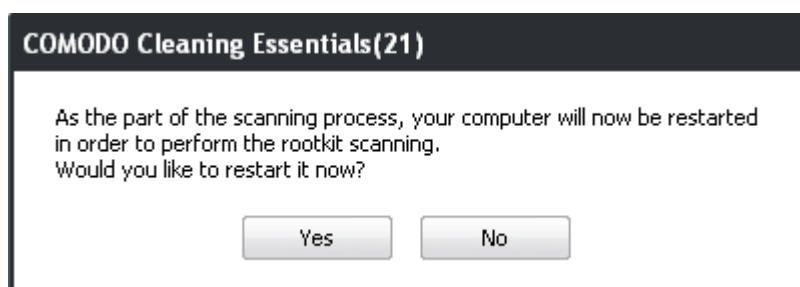 COMODO Cleaning Essentials(21)
As the part of the scanning process, your computer will now be restarted
in order to perform the rootkit scanning.
Would you like to restart it now?
Yes No